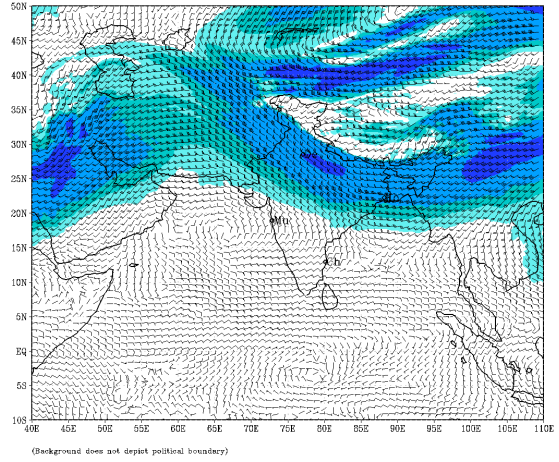 50N
45N
40N
35N
30N
25N
20N
Mu
15N
Ch
10N
5N
5S
10S
40E 45E 50E 55E 60E 65E 70E 75E 80E 85E 90E 95E 100E 105E 110E
(Background does not depict political boundary)